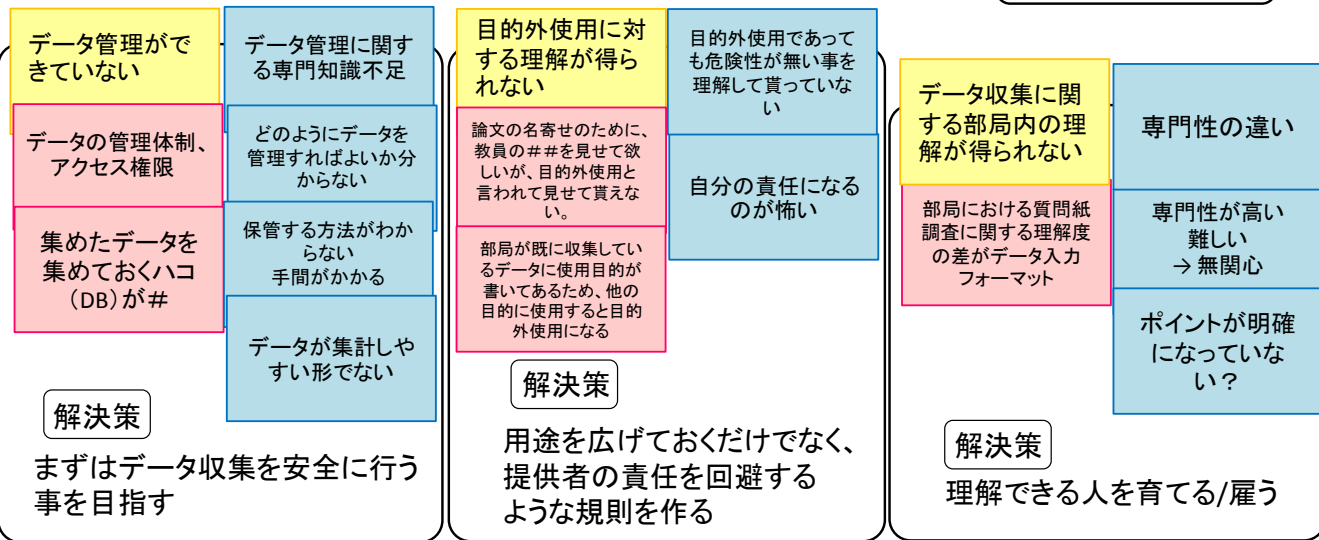 データ管理がで
きていない
データ管理に関す
る専門知識不足
データの管理体制、
アクセス権限
どのようにデータを
管理すればよいか分
からない
集めたデータを
集めておくハコ
(DB)が＃
保管する方法がわか
らない
手間がかかる
データが集計しや
すい形でない
解決策
まずはデータ収集を安全に行う
事を目指す
目的外使用に対
する理解が得ら
れない
目的外使用であって
も危険性が無い事を
理解して貰っていな
い
論文の名寄せのために、
教員の＃＃を見せて欲
しいが、目的外使用と
言われて見せて貰えな
い。
自分の責任になる
のが怖い
部局が既に収集してい
るデータに使用目的が
書いてあるため、他の
目的に使用すると目的
外使用になる
解決策
用途を広げておくだけでなく、
提供者の責任を回避する
ような規則を作る
データ収集に関
する部局内の理
解が得られない
専門性の違い
部局における質問紙
調査に関する理解度
の差がデータ入力
フォーマット
専門性が高い
難しい
→ 無関心
ポイントが明確
になっていな
い？
解決策
理解できる人を育てる/雇う